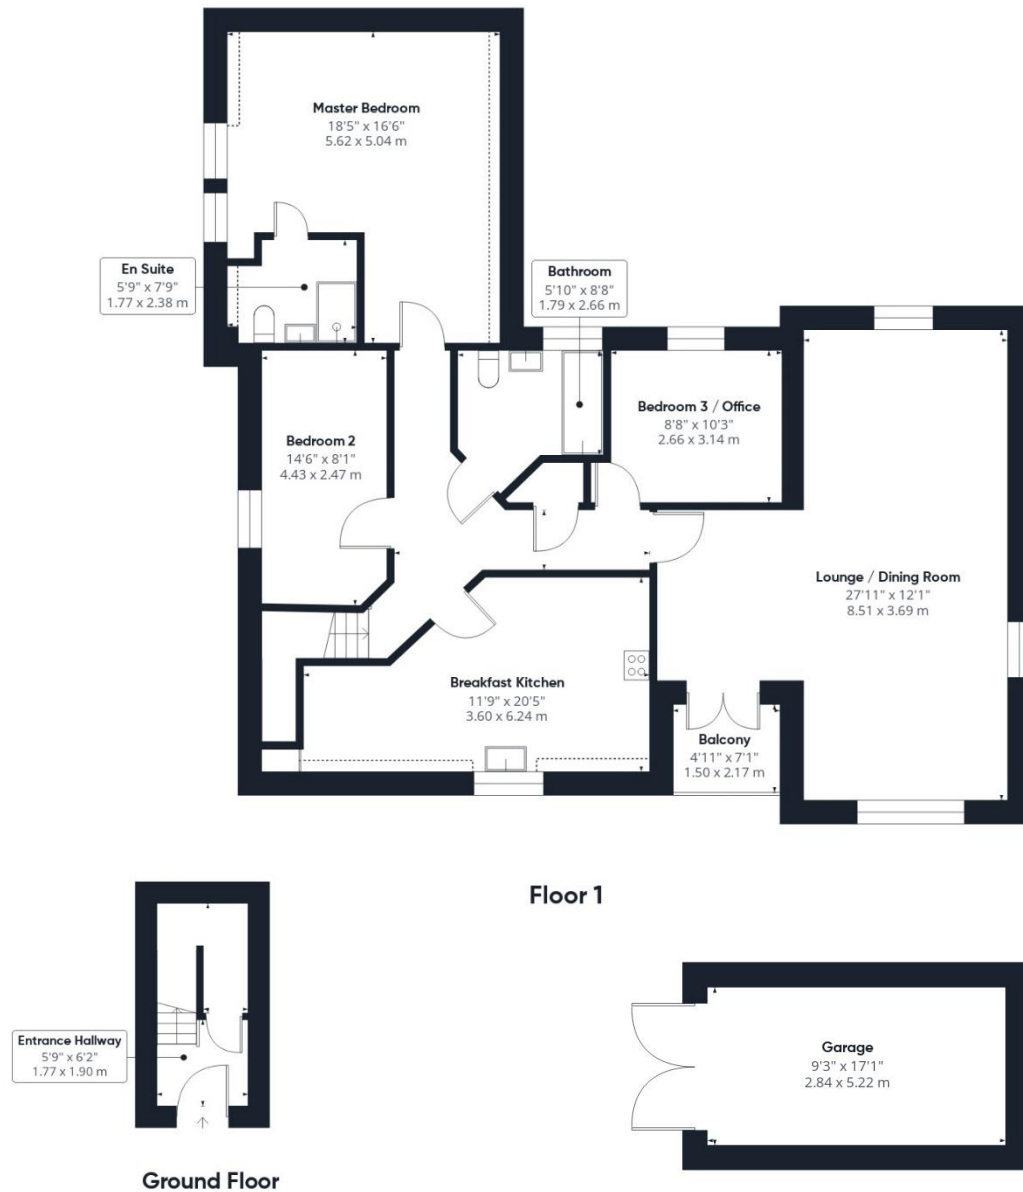 Master Bedroom
18'5" x 16'6"
5.62 x 5.04 m
En Suite
5'9" x 7'9"
1.77 x 2.38 m
Bathroom
5'10" x 8'8"
1.79 x 2.66 m
Bedroom 2
14'6" x 8'1"
4.43 x 2.47 m
Bedroom 3 / Office
8'8" x 10'3"
2.66 x 3.14 m
Lounge / Dining Room
27'11" x 12'1"
8.51 x 3.69 m
Breakfast Kitchen
11'9" x 20'5"
3.60 x 6.24 m
Balcony
4'11" x 7'1"
1.50 x 2.17 m
Floor 1
Entrance Hallway
5'9" x 6'2"
1.77 x 1.90 m
Garage
9'3" x 17'1"
2.84 x 5.22 m
Ground Floor